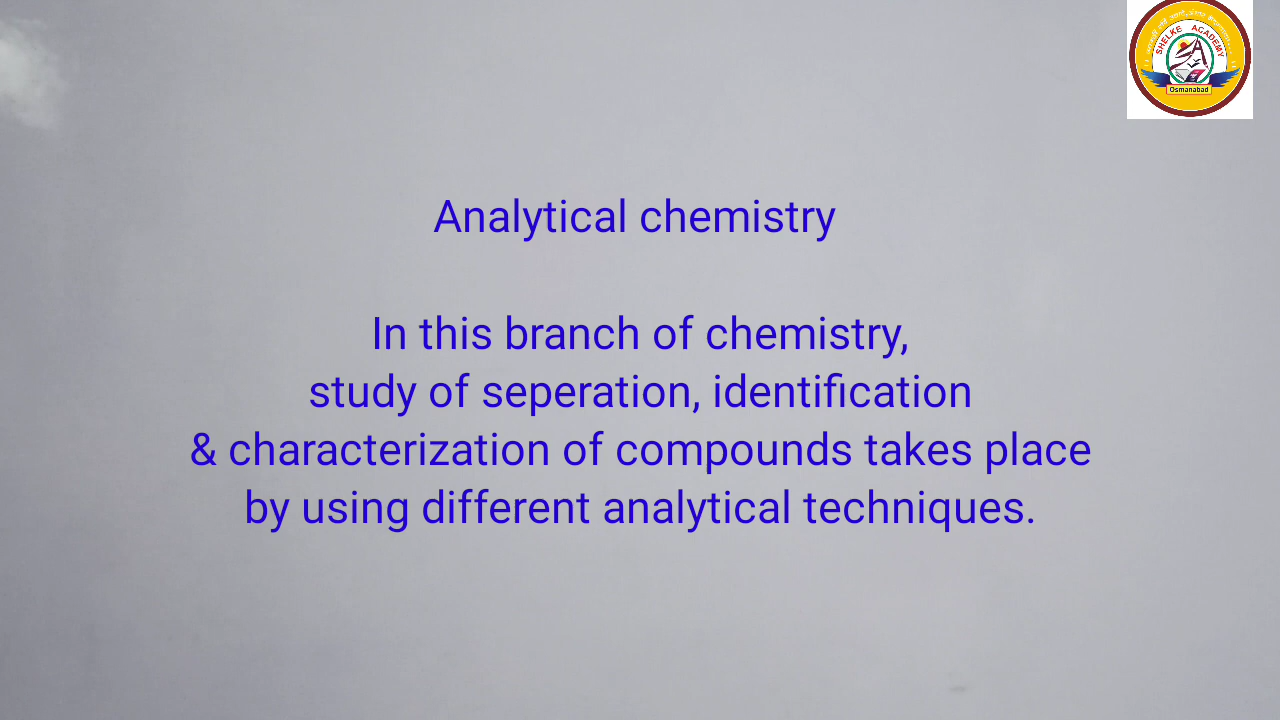 SHELKE ACADEMY
Osmanabad
Analytical chemistry
In this branch of chemistry,
study of seperation, identification
& characterization of compounds takes place
by using different analytical techniques.